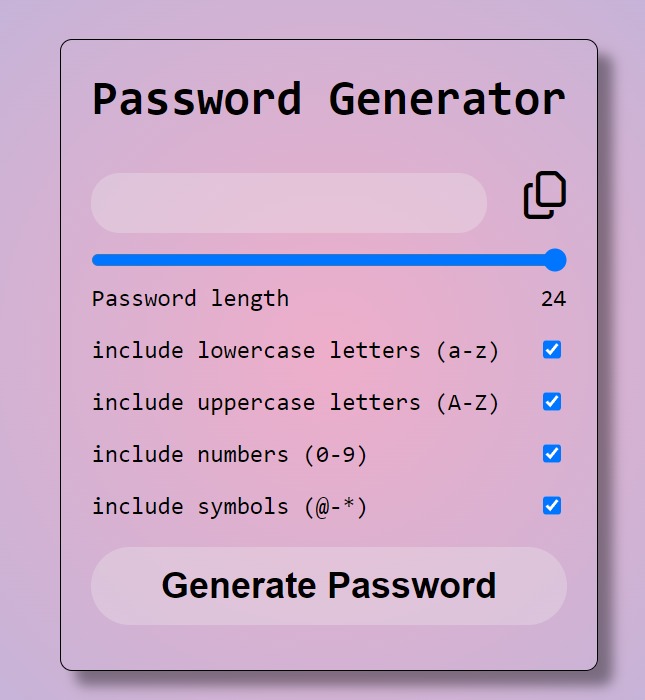 Password Generator
Password length 24
include lowercase letters (a-z)
include uppercase letters (A-Z)
include numbers (0-9)
include symbols (@-*)
Generate Password